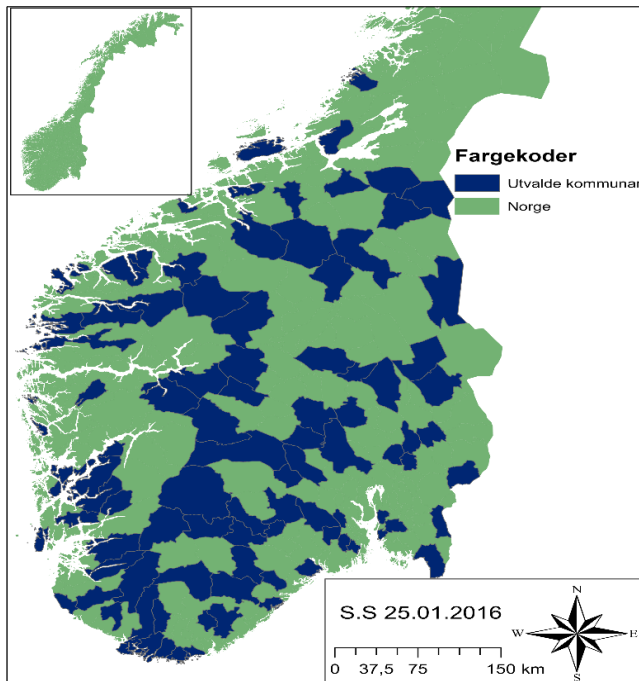 Fargekoder
Utvalde kommunar
Norge
S.S 25.01.2016
0 37,5 75 150 km
N
W E
S